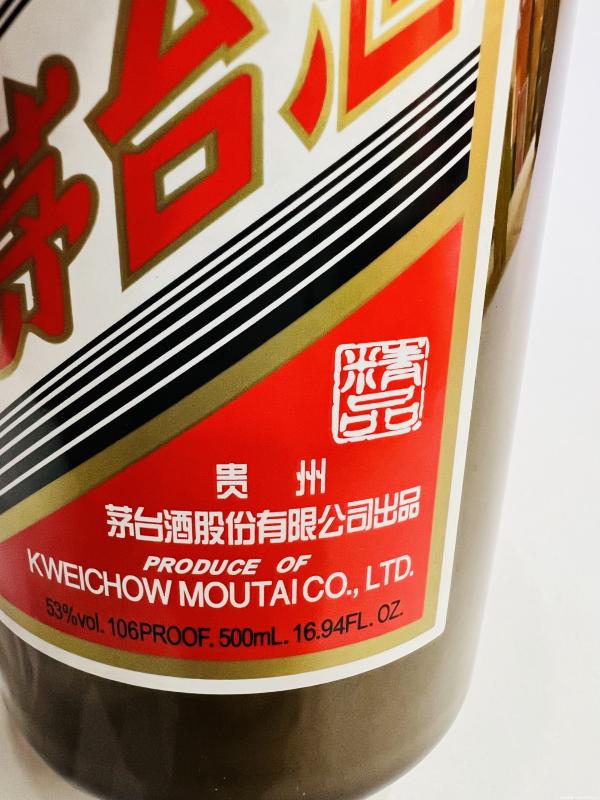 茅台酒
精品
贵州
茅台酒股份有限公司出品
PRODUCE OF
KWEICHOW MOUTAI CO., LTD.
53%vol. 106PROOF. 500mL. 16.94FL. OZ.